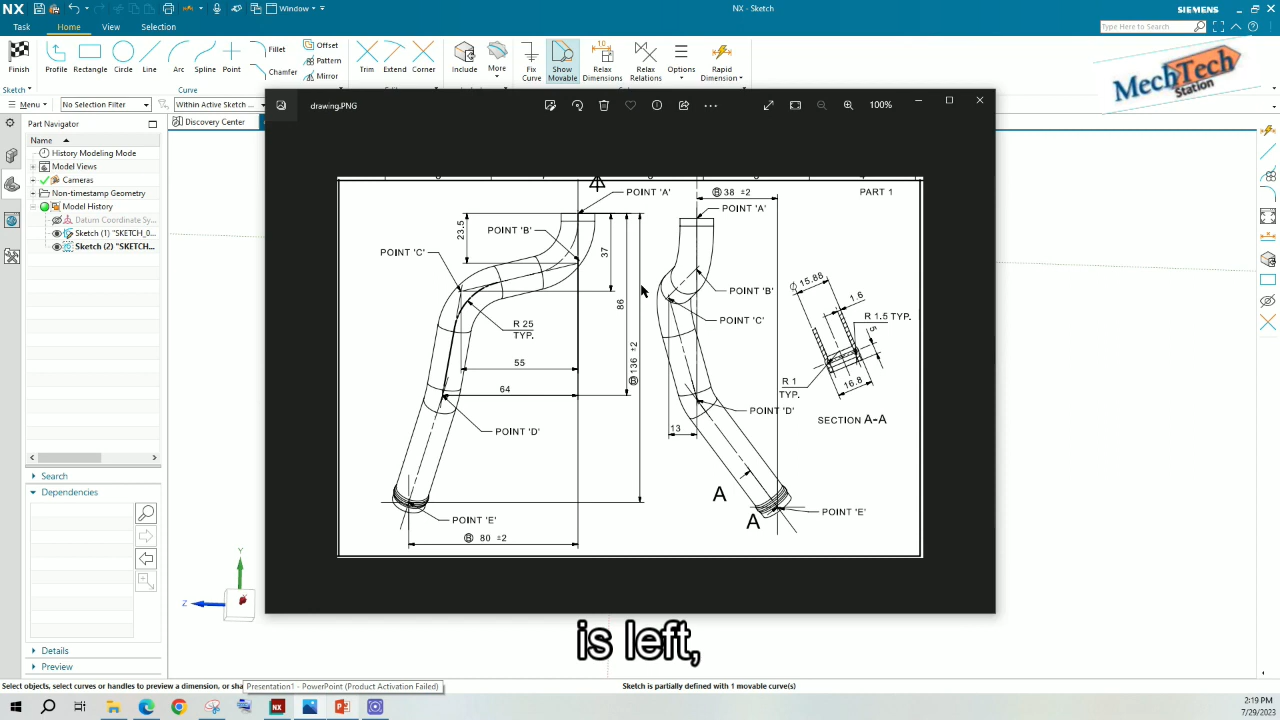 NX
Window
NX - Sketch
SIEMENS
Task
Home
View
Selection
Type Here to Search
Finish
Profile
Rectangle
Circle
Line
Arc
Spline
Point
Fillet
Chamfer
Offset
Pattern
Mirror
Trim
Extend
Corner
Include
More
Fix
Curve
Show
Movable
Relax
Dimensions
Relax
Relations
Options
Rapid
Dimension
Sketch
Curve
MechTech
Station
Menu
No Selection Filter
Within Active Sketch
drawing.PNG
100%
Part Navigator
Discovery Center
Name
History Modeling Mode
Model Views
Cameras
Non-timestamp Geometry
Model History
Datum Coordinate Sy...
Sketch (1) "SKETCH_0...
Sketch (2) "SKETCH...
Search
Dependencies
Details
Preview
POINT 'A'
B 38 ±2
PART 1
POINT 'A'
23.5
POINT 'B'
37
POINT 'C'
86
POINT 'B'
Ø 15.88
1.6
R 25
TYP.
POINT 'C'
R 1.5 TYP.
5
55
B 136 ±2
64
R 1
TYP.
16.8
POINT 'D'
13
POINT 'D'
SECTION A-A
A
A
POINT 'E'
POINT 'E'
B 80 ±2
Y
Z
is left,
Select objects, select curves or handles to preview a dimension, or sha
Presentation1 - PowerPoint (Product Activation Failed)
Sketch is partially defined with 1 movable curve(s)
2:19 PM
7/29/2023